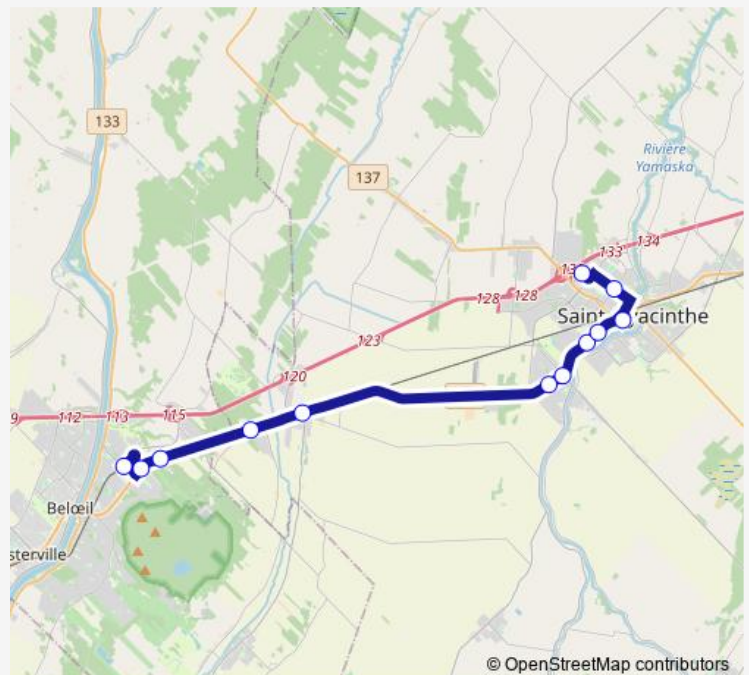 133
137
Rivière
Yamaska
133
134
128
128
Saint
yacinthe
123
120
9
112
113
115
Belœil
sterville
© OpenStreetMap contributors